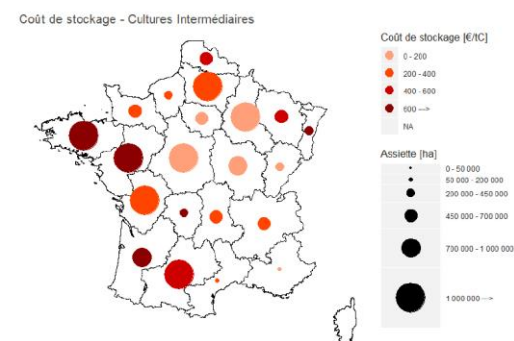 Coût de stockage - Cultures Intermédiaires
Coût de stockage [€/tC]
0 - 200
200 - 400
400 - 600
600 -->
NA
Assiette [ha]
0 - 50 000
50 000 - 200 000
200 000 - 450 000
450 000 - 700 000
700 000 - 1 000 000
1 000 000 -->